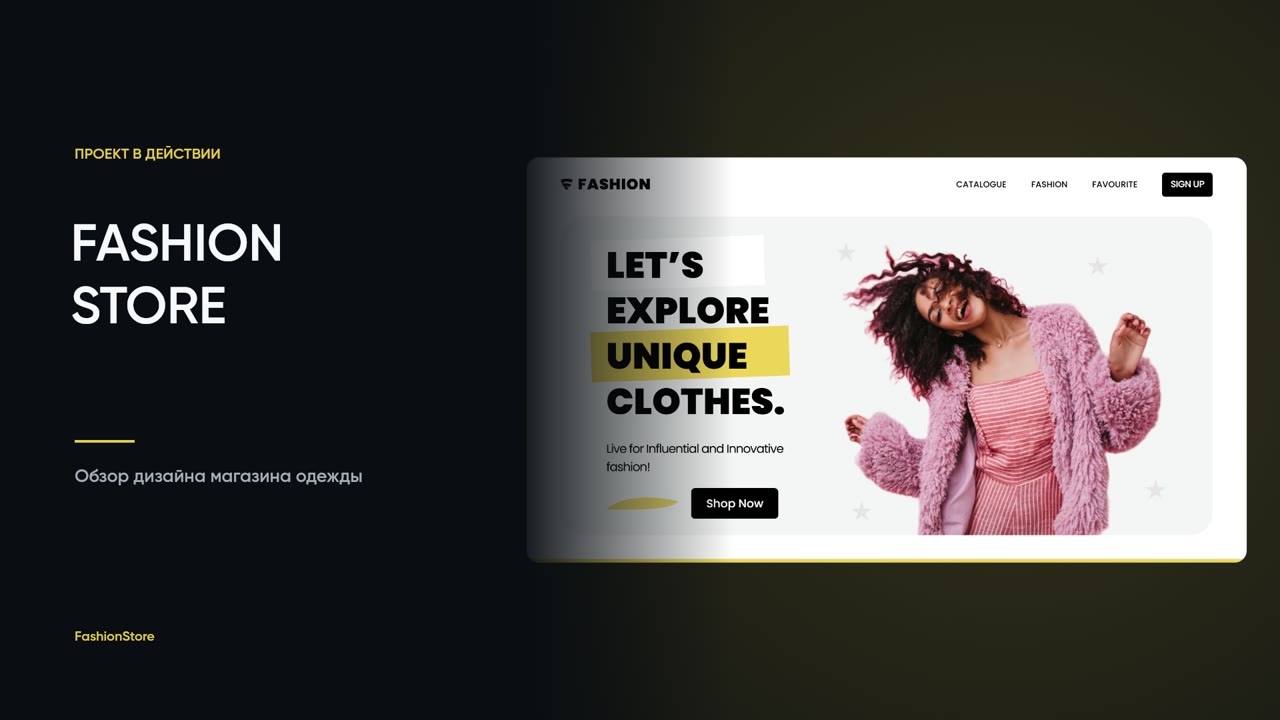 ПРОЕКТ В ДЕЙСТВИИ
FASHION
STORE
Обзор дизайна магазина одежды
FashionStore
FASHION
CATALOGUE FASHION FAVOURITE SIGN UP
LET’S
EXPLORE
UNIQUE
CLOTHES.
Live for Influential and Innovative
fashion!
Shop Now